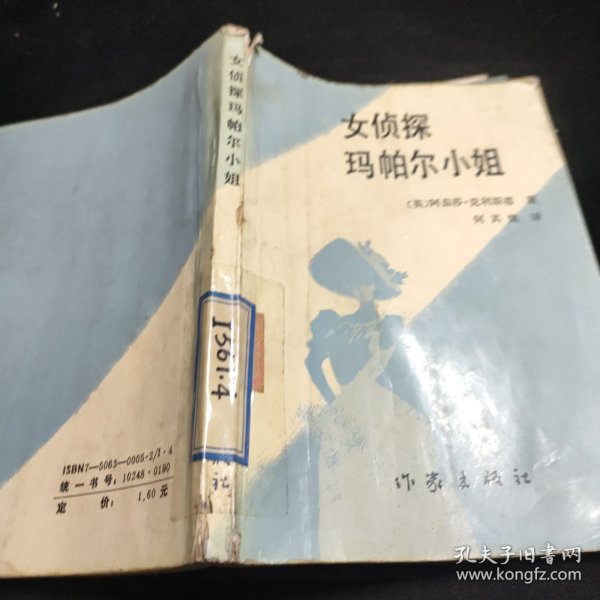 女侦探玛帕尔小姐
I561.4
社
女侦探
玛帕尔小姐
〔英〕阿加莎·克利斯蒂 著
何其莹 译
作家出版社
ISBN7—5063—0005—2/I·4
统一书号：10248·0190
定 价： 1.60元
孔夫子旧书网
www.kongfz.com